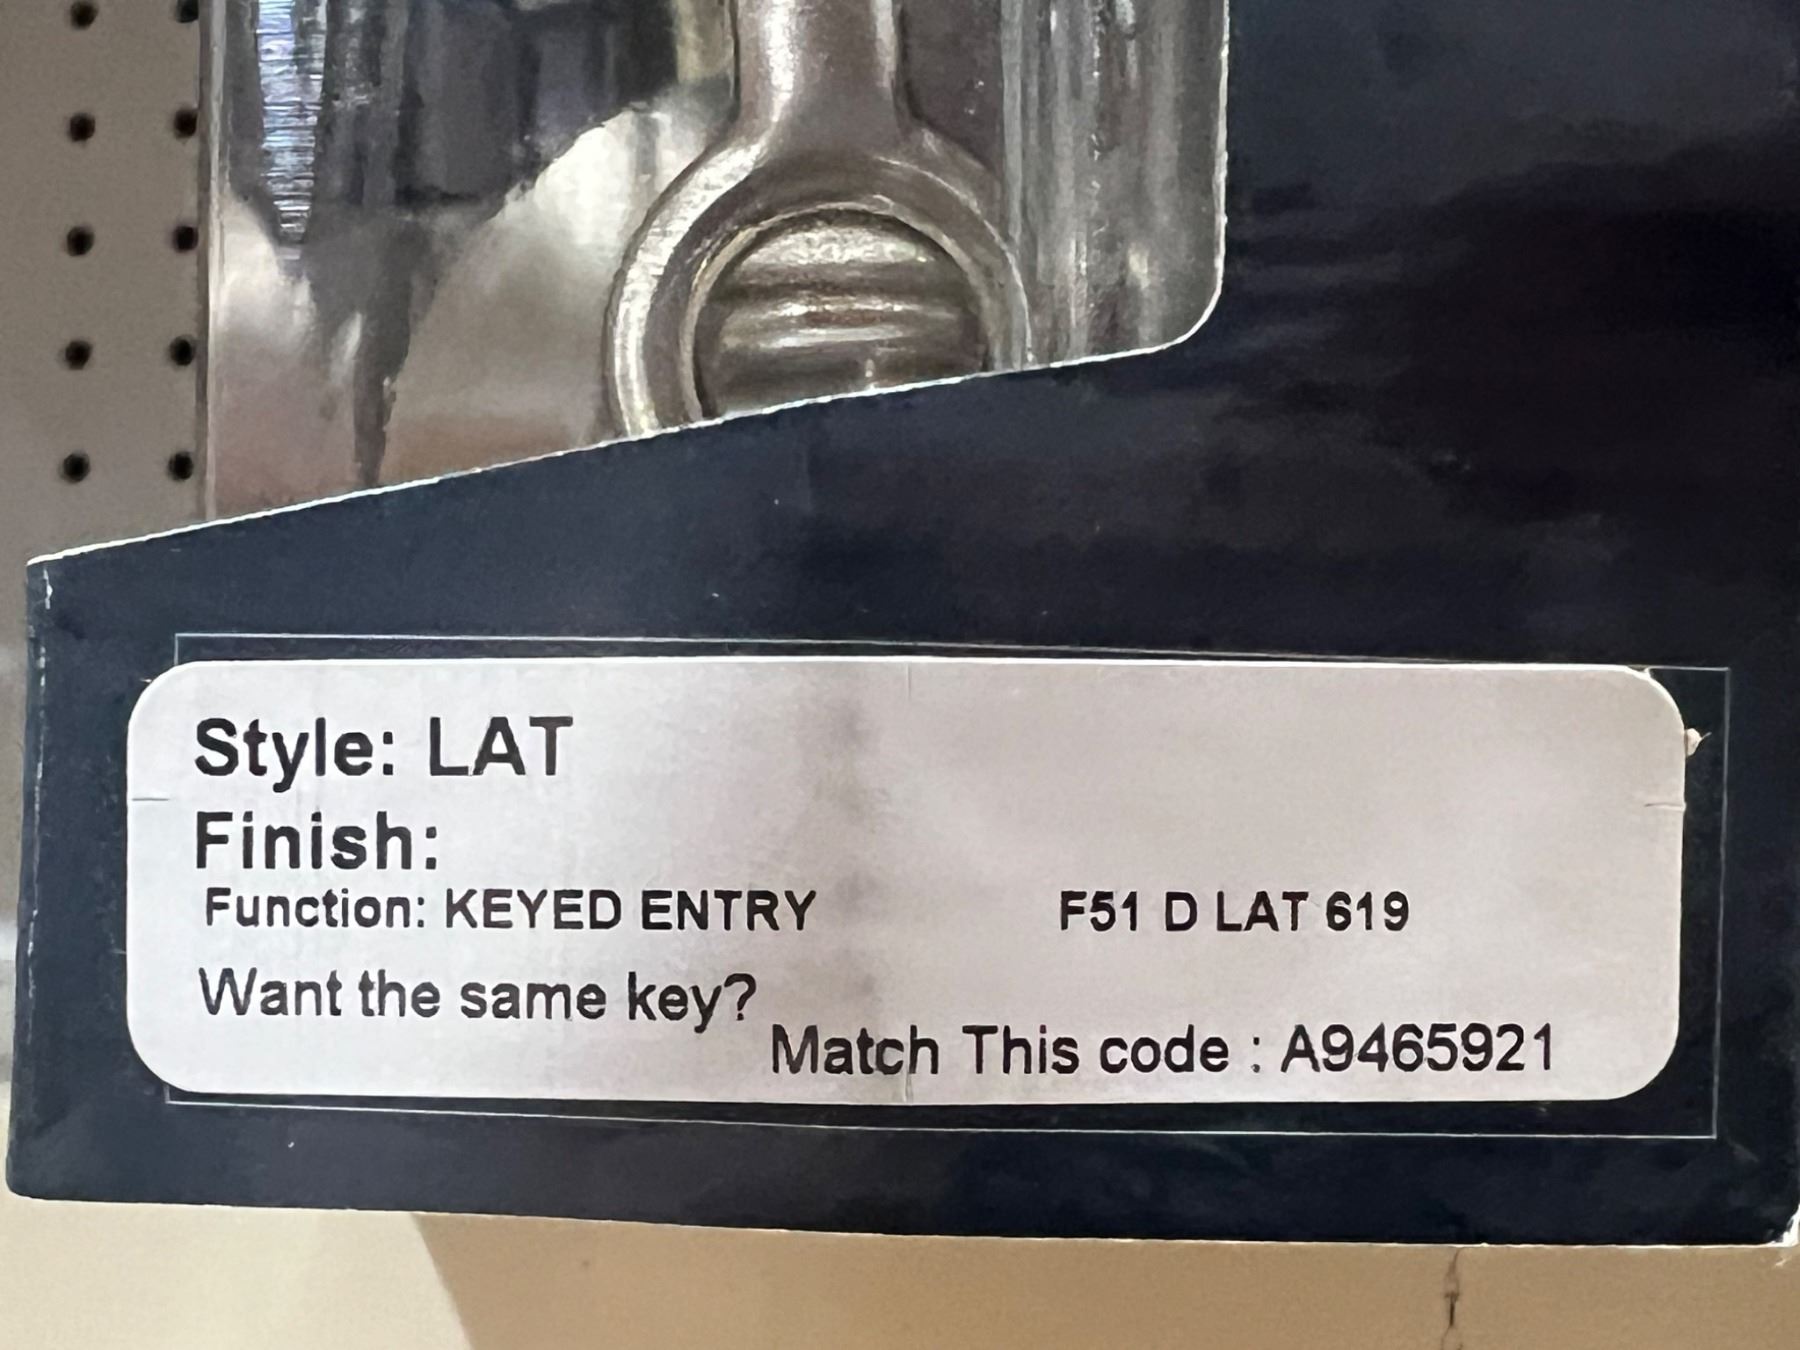 Style: LAT
Finish:
Function: KEYED ENTRY F51 D LAT 619
Want the same key?
Match This code : A9465921